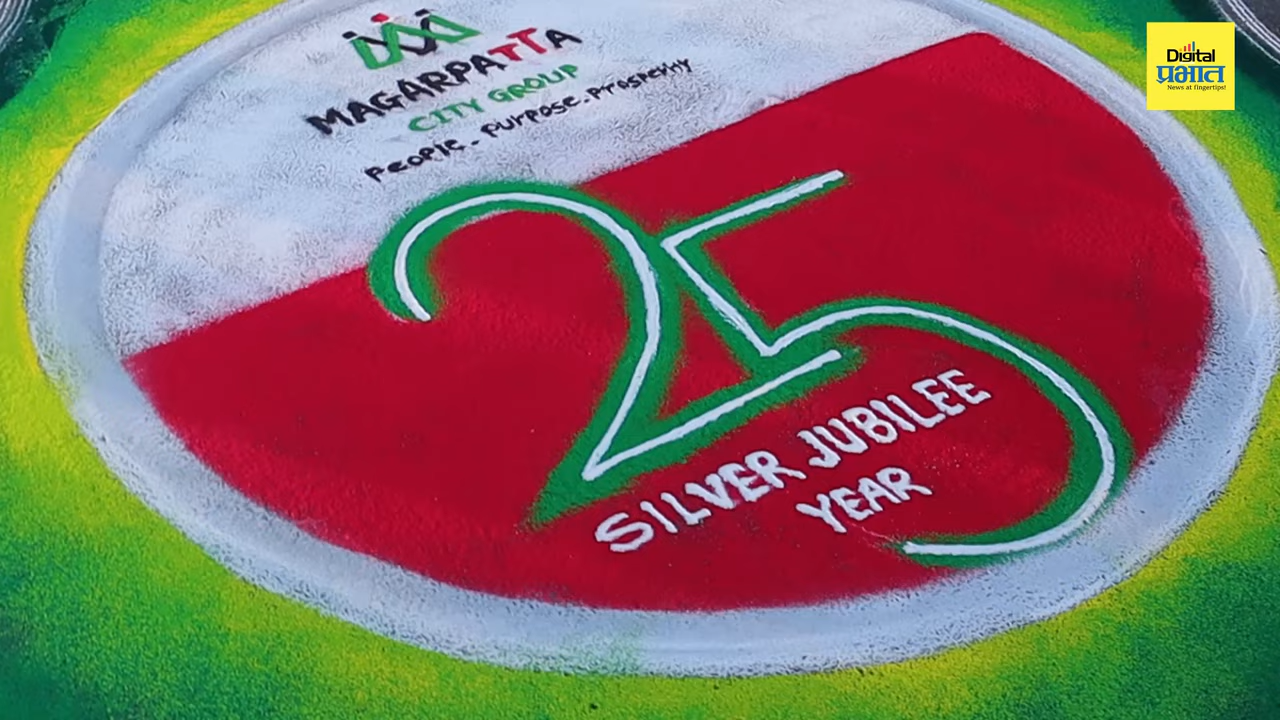 MAGARPATTA
CITY GROUP
People. Purpose. Prosperity
25
SILVER JUBILEE
YEAR
Digital
प्रभात
News at fingertips!